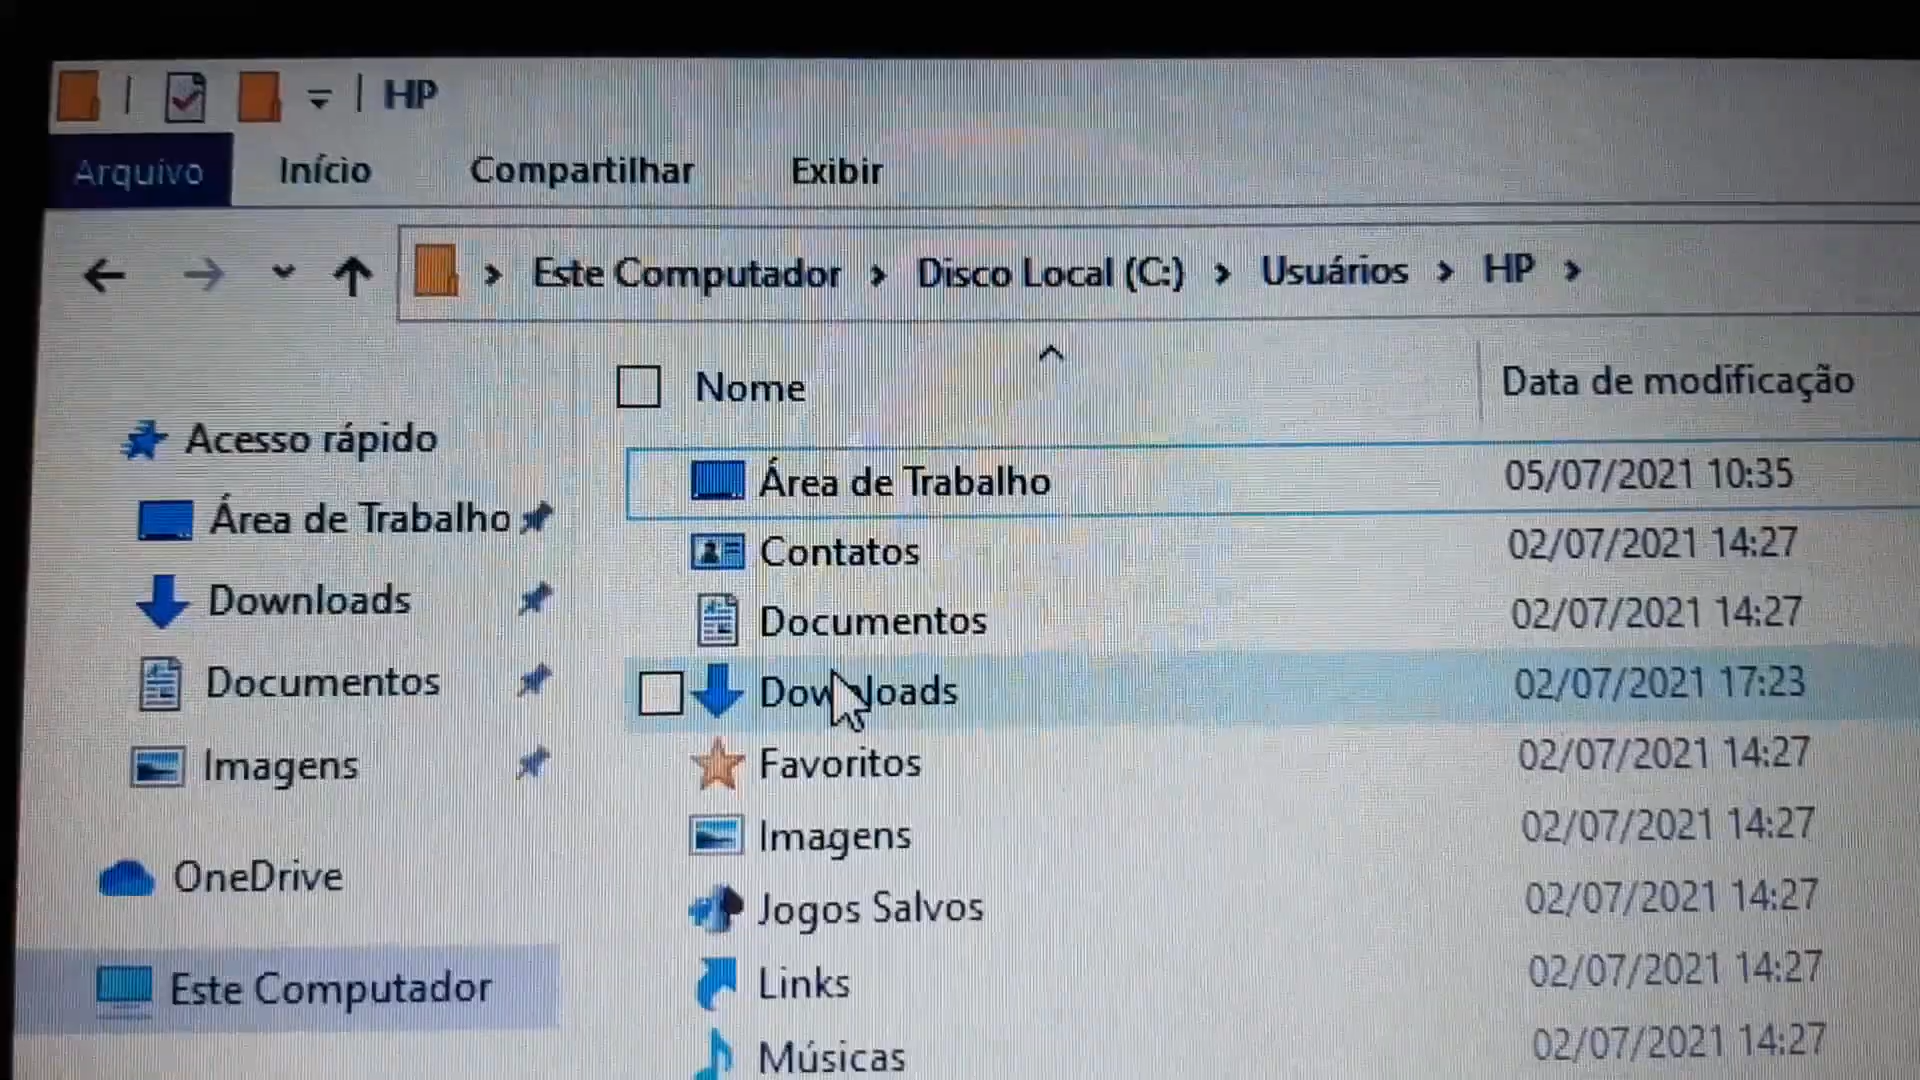 HP
Arquivo Início Compartilhar Exibir
Este Computador Disco Local (C:) Usuários HP
Nome Data de modificação
Acesso rápido
Área de Trabalho
Downloads
Documentos
Imagens
OneDrive
Este Computador
Área de Trabalho 05/07/2021 10:35
Contatos 02/07/2021 14:27
Documentos 02/07/2021 14:27
Downloads 02/07/2021 17:23
Favoritos 02/07/2021 14:27
Imagens 02/07/2021 14:27
Jogos Salvos 02/07/2021 14:27
Links 02/07/2021 14:27
Músicas 02/07/2021 14:27